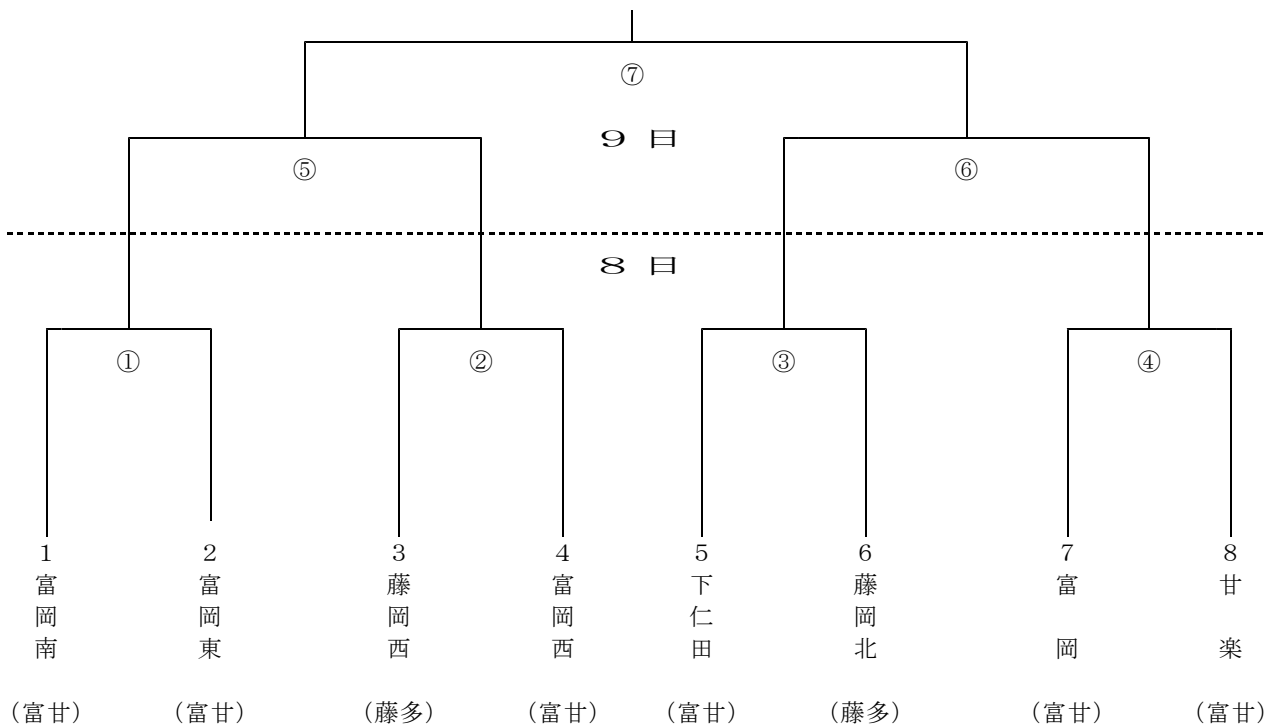 ⑦
９日
⑤
⑥
８日
①
②
③
④
１
富岡南
（富甘）
２
富岡東
（富甘）
３
藤岡西
（藤多）
４
富岡西
（富甘）
５
下仁田
（富甘）
６
藤岡北
（藤多）
７
富岡
（富甘）
８
甘楽
（富甘）